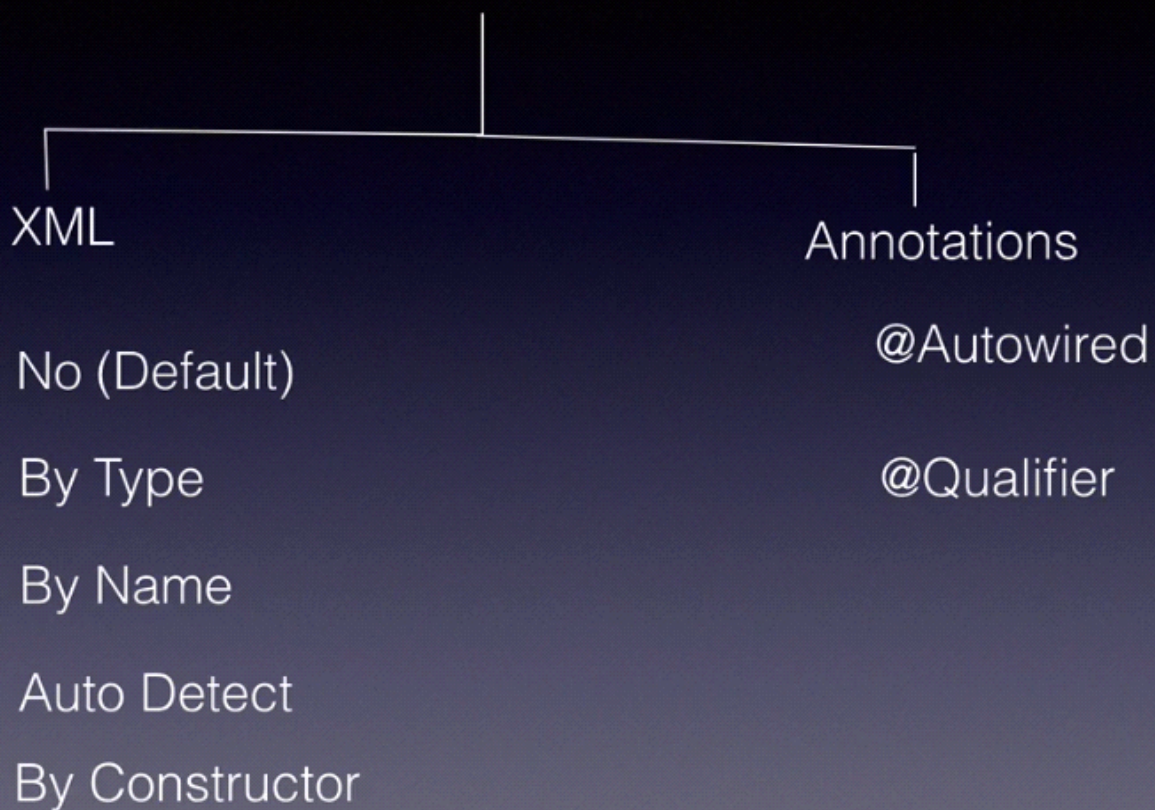 XML
No (Default)
By Type
By Name
Auto Detect
By Constructor
Annotations
@Autowired
@Qualifier